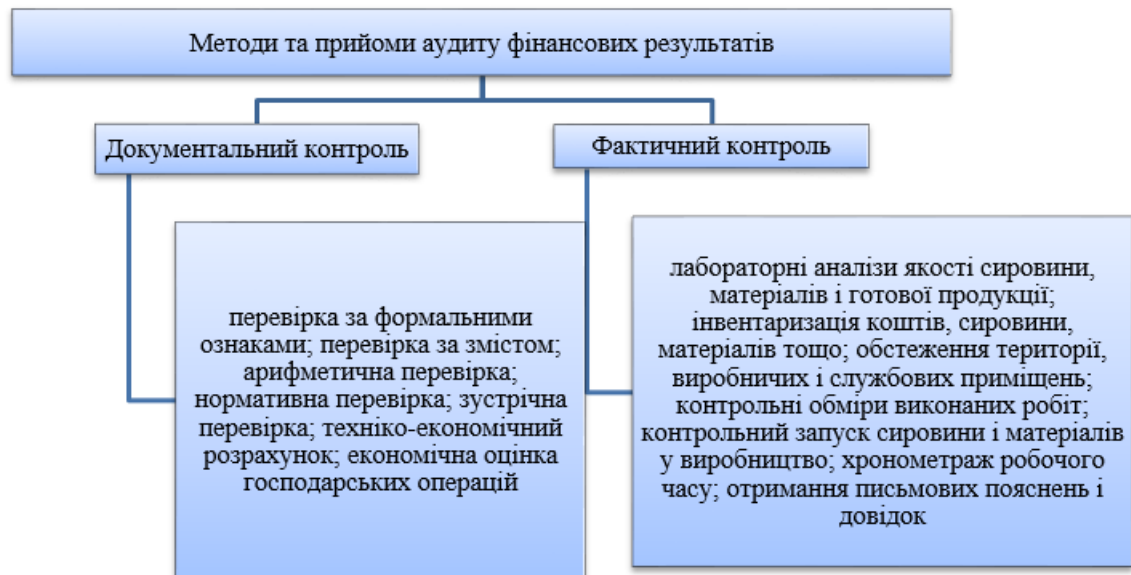 Методи та прийоми аудиту фінансових результатів
Документальний контроль
Фактичний контроль
перевірка за формальними
ознаками; перевірка за змістом;
арифметична перевірка;
нормативна перевірка; зустрічна
перевірка; техніко-економічний
розрахунок; економічна оцінка
господарських операцій
лабораторні аналізи якості сировини,
матеріалів і готової продукції;
інвентаризація коштів, сировини,
матеріалів тощо; обстеження території,
виробничих і службових приміщень;
контрольні обміри виконаних робіт;
контрольний запуск сировини і матеріалів
у виробництво; хронометраж робочого
часу; отримання письмових пояснень і
довідок